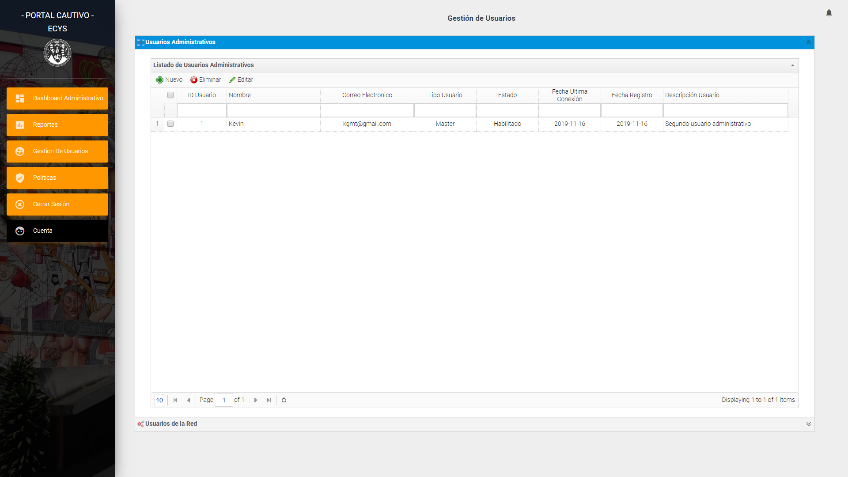 - PORTAL CAUTIVO -
ECYS
Dashboard Administrativo
Reportes
Gestion De Usuarios
Politicas
Cerrar Sesión
Cuenta
Gestión de Usuarios
Usuarios Administrativos
Listado de Usuarios Administrativos
Nuevo Eliminar Editar
ID Usuario Nombre Correo Electronico Tipo Usuario Estado Fecha Ultima Conexión Fecha Registro Descripción Usuario
1 1 Kevin kgmt@gmail.com Master Habilitado 2019-11-16 2019-11-16 Segundo usuario administrativo
10 Page 1 of 1 Displaying 1 to 1 of 1 items
Usuarios de la Red